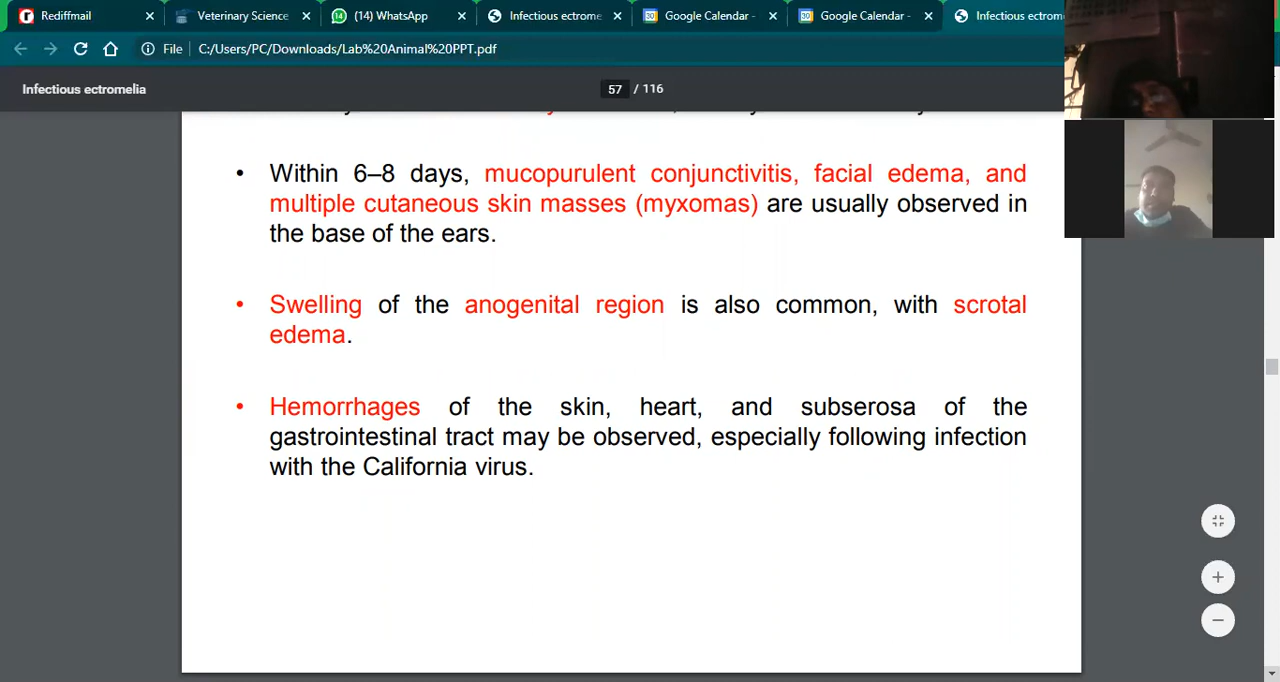 Rediffmail
Veterinary Science
(14) WhatsApp
Infectious ectrome
Google Calendar -
Google Calendar -
Infectious ectrom
File
C:/Users/PC/Downloads/Lab%20Animal%20PPT.pdf
Infectious ectromelia
57 / 116
• Within 6–8 days, mucopurulent conjunctivitis, facial edema, and
multiple cutaneous skin masses (myxomas) are usually observed in
the base of the ears.
• Swelling of the anogenital region is also common, with scrotal
edema.
• Hemorrhages of the skin, heart, and subserosa of the
gastrointestinal tract may be observed, especially following infection
with the California virus.